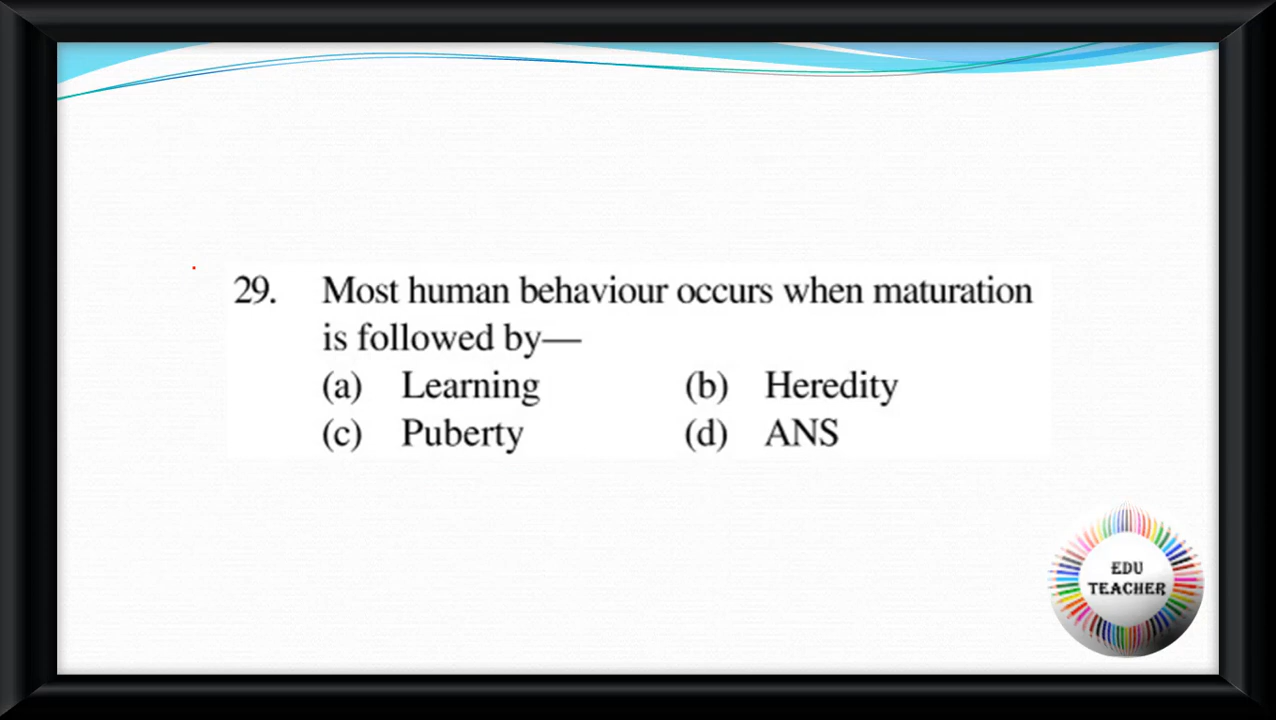 29. Most human behaviour occurs when maturation
is followed by—
(a) Learning (b) Heredity
(c) Puberty (d) ANS
EDU
TEACHER